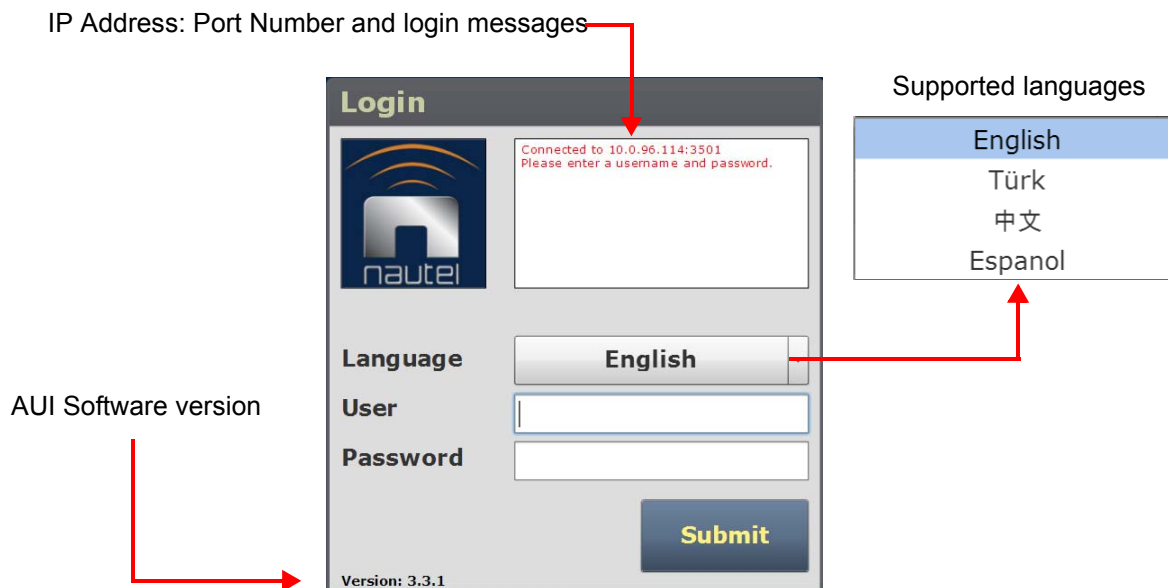 IP Address: Port Number and login messages
Login
Supported languages
Connected to 10.0.96.114:3501
Please enter a username and password.
nautel
English
Türk
中文
Espanol
Language
English
AUI Software version
User
Password
Submit
Version: 3.3.1